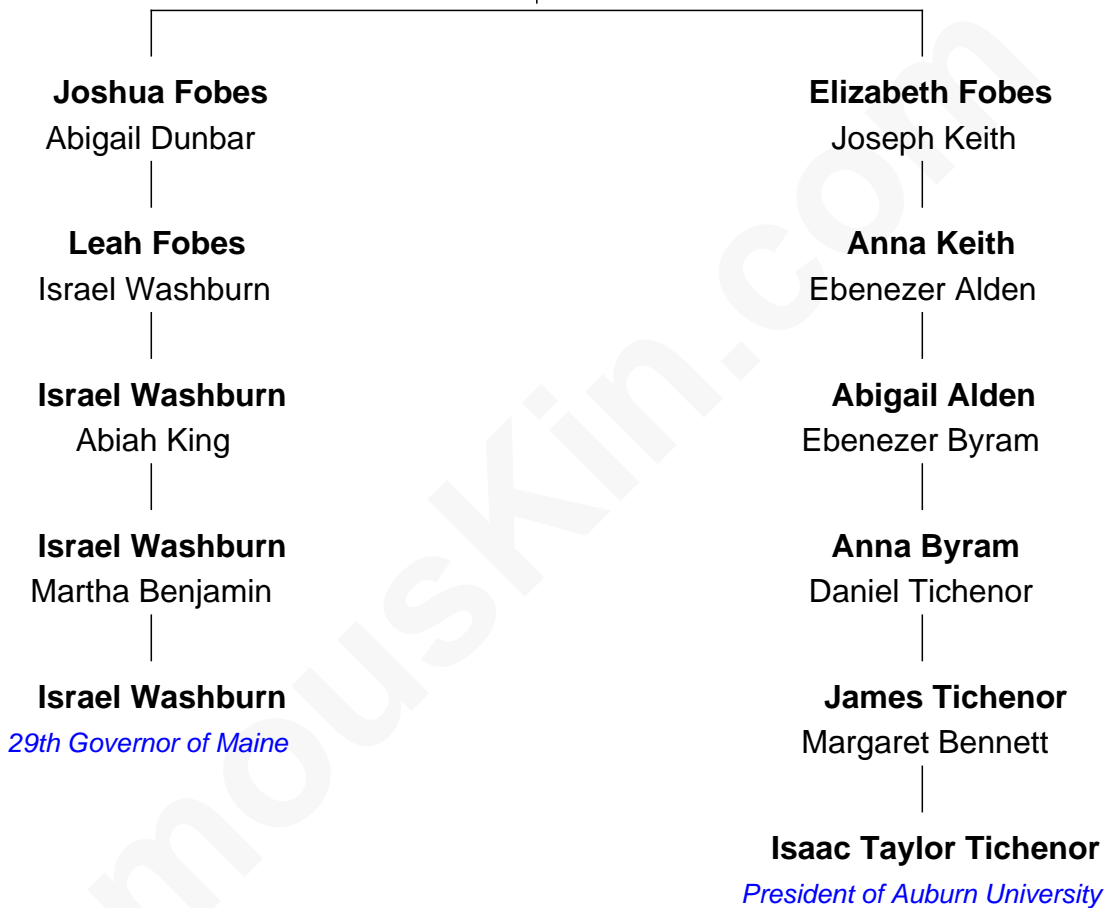 Joshua Fobes
Abigail Dunbar
Leah Fobes
Israel Washburn
Israel Washburn
Abiah King
Israel Washburn
Martha Benjamin
Israel Washburn
29th Governor of Maine
Elizabeth Fobes
Joseph Keith
Anna Keith
Ebenezer Alden
Abigail Alden
Ebenezer Byram
Anna Byram
Daniel Tichenor
James Tichenor
Margaret Bennett
Isaac Taylor Tichenor
President of Auburn University
mousKin.com